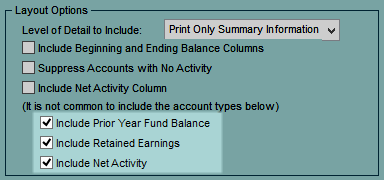 Layout Options
Level of Detail to Include: Print Only Summary Information
Include Beginning and Ending Balance Columns
Suppress Accounts with No Activity
Include Net Activity Column
(It is not common to include the account types below)
Include Prior Year Fund Balance
Include Retained Earnings
Include Net Activity